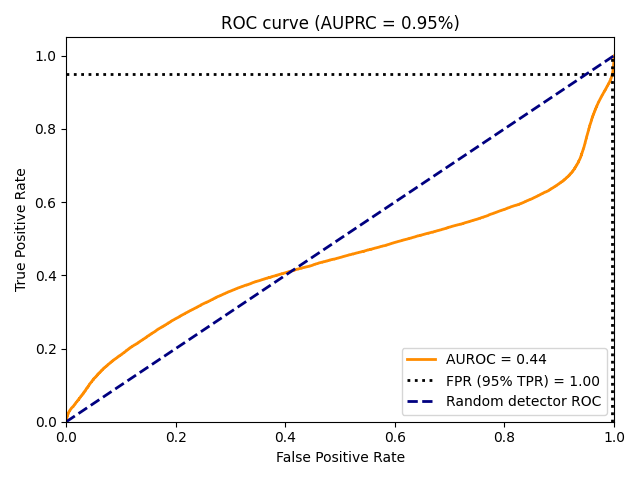 ROC curve (AUPRC = 0.95%)
True Positive Rate
1.0
0.8
0.6
0.4
0.2
0.0
AUROC = 0.44
FPR (95% TPR) = 1.00
Random detector ROC
0.0 0.2 0.4 0.6 0.8 1.0
False Positive Rate